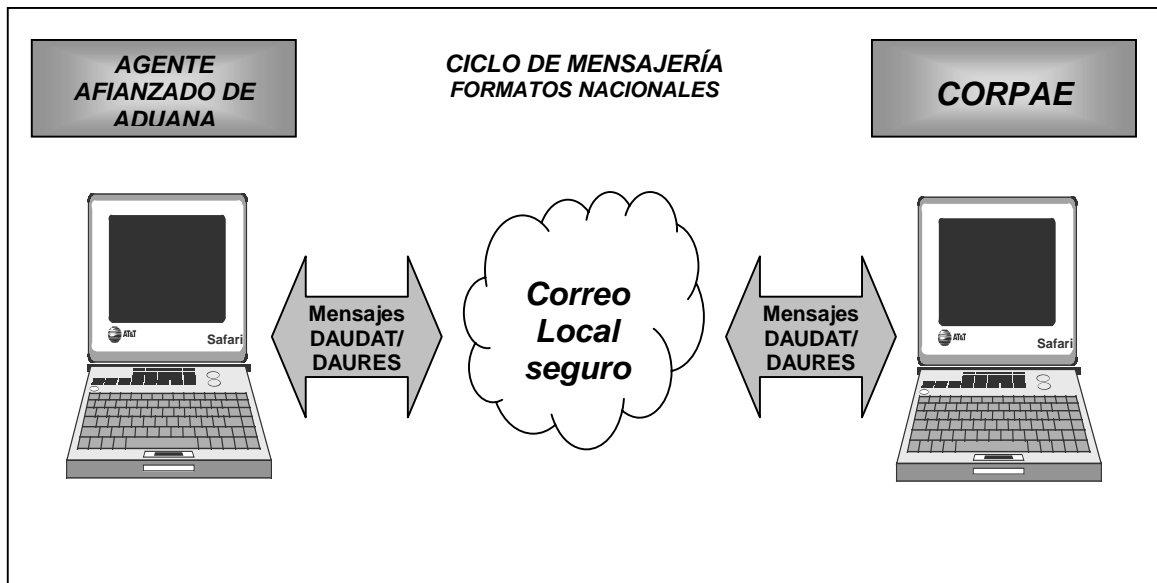 AGENTE
AFIANZADO DE
ADUANA
CICLO DE MENSAJERÍA
FORMATOS NACIONALES
CORPAE
AT&T
Safari
Mensajes
DAUDAT/
DAURES
Correo
Local
seguro
Mensajes
DAUDAT/
DAURES
AT&T
Safari